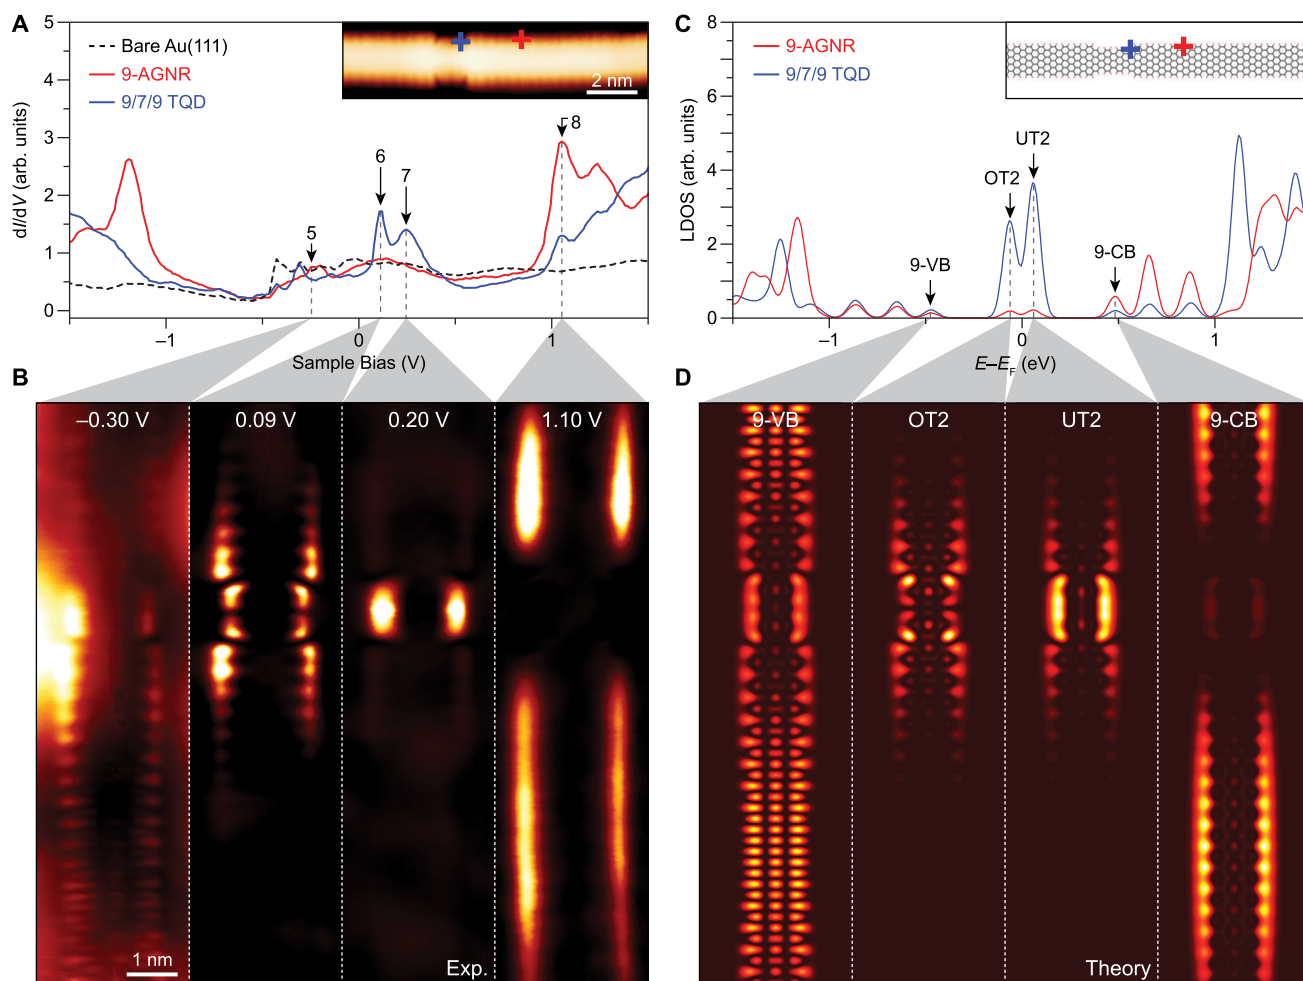 A
5
4
3
2
1
0
dI/dV (arb. units)
Bare Au(111)
9-AGNR
9/7/9 TQD
2 nm
5
6
7
8
–1
0
1
Sample Bias (V)
C
8
6
4
2
0
LDOS (arb. units)
9-AGNR
9/7/9 TQD
9-VB
OT2
UT2
9-CB
–1
0
1
E–EF (eV)
B
–0.30 V
0.09 V
0.20 V
1.10 V
1 nm
Exp.
D
9-VB
OT2
UT2
9-CB
Theory